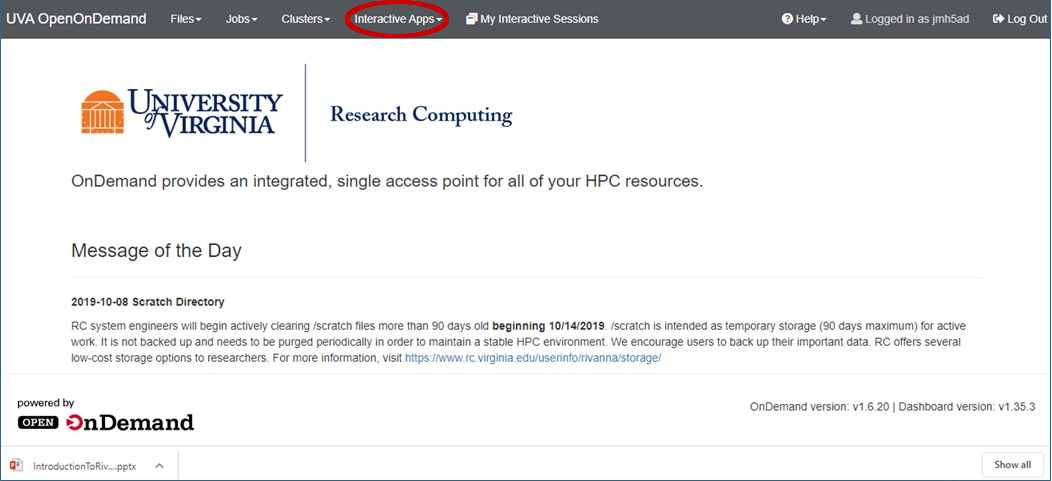 UVA OpenOnDemand Files Jobs Clusters Interactive Apps My Interactive Sessions Help Logged in as jmh5ad Log Out
UNIVERSITY
of VIRGINIA
Research Computing
OnDemand provides an integrated, single access point for all of your HPC resources.
Message of the Day
2019-10-08 Scratch Directory
RC system engineers will begin actively clearing /scratch files more than 90 days old beginning 10/14/2019. /scratch is intended as temporary storage (90 days maximum) for active
work. It is not backed up and needs to be purged periodically in order to maintain a stable HPC environment. We encourage users to back up their important data. RC offers several
low-cost storage options to researchers. For more information, visit https://www.rc.virginia.edu/userinfo/rivanna/storage/
powered by
OPEN OnDemand
OnDemand version: v1.6.20 | Dashboard version: v1.35.3
IntroductionToRiv....pptx
Show all